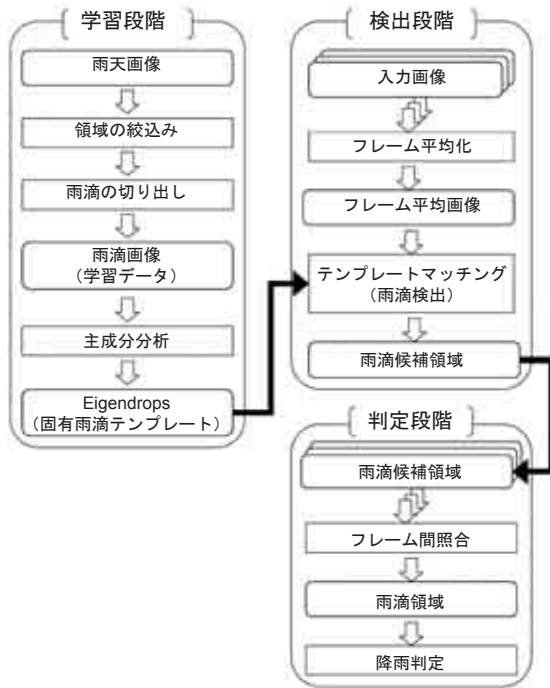 学習段階
雨天画像
領域の絞込み
雨滴の切り出し
雨滴画像
(学習データ)
主成分分析
Eigendrops
(固有雨滴テンプレート)
検出段階
入力画像
フレーム平均化
フレーム平均画像
テンプレートマッチング
(雨滴検出)
雨滴候補領域
判定段階
雨滴候補領域
フレーム間照合
雨滴領域
降雨判定